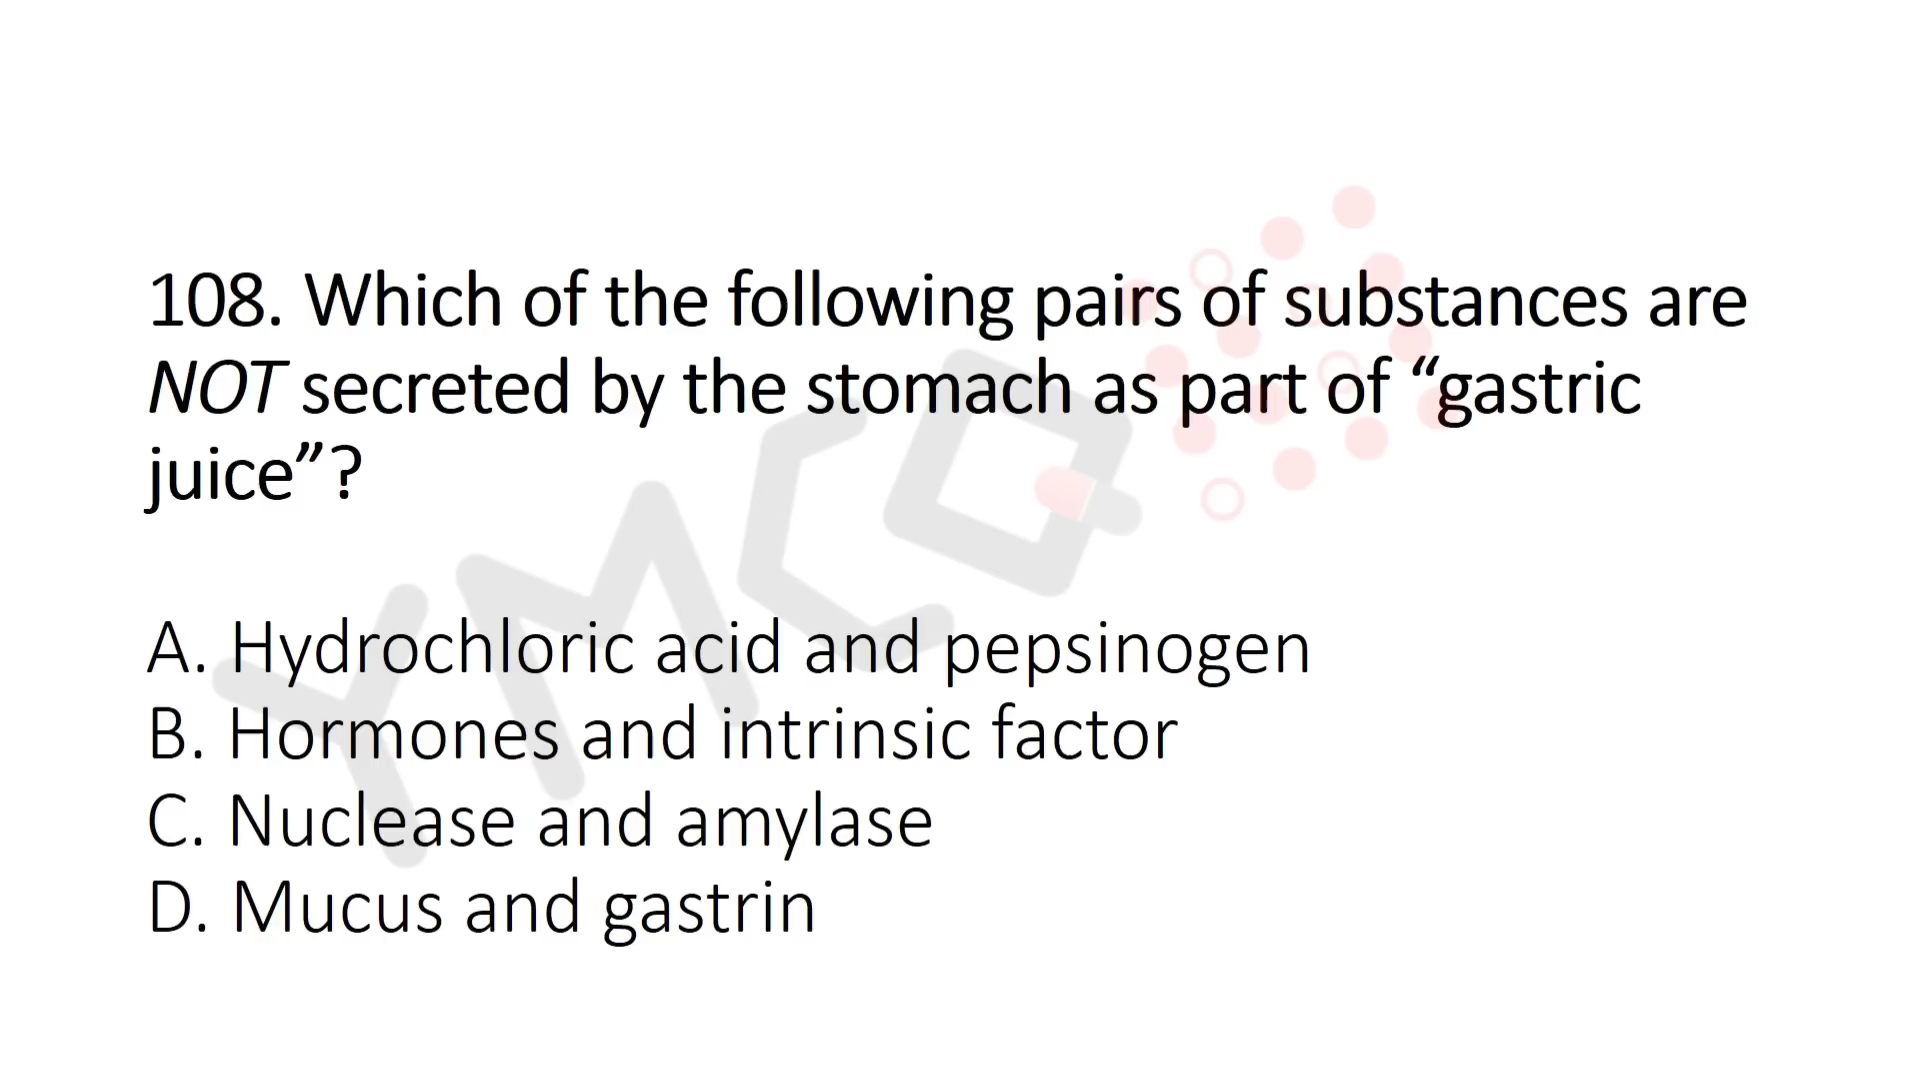 108. Which of the following pairs of substances are
NOT secreted by the stomach as part of “gastric
juice”?
A. Hydrochloric acid and pepsinogen
B. Hormones and intrinsic factor
C. Nuclease and amylase
D. Mucus and gastrin
YMCQ